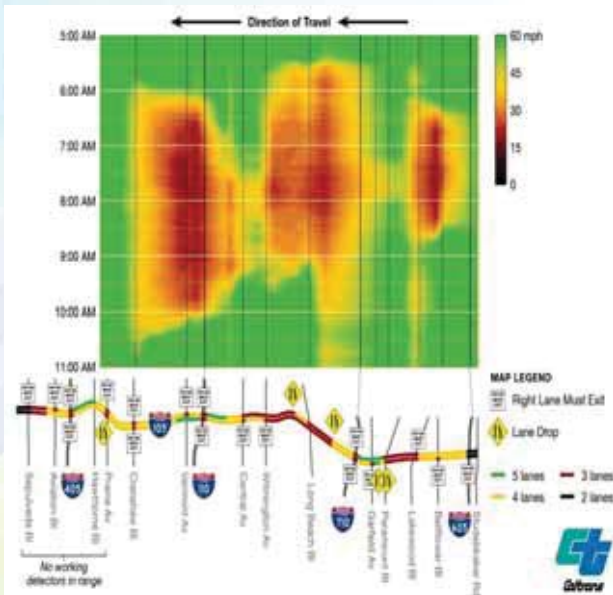 Direction of Travel
5:00 AM
6:00 AM
7:00 AM
8:00 AM
9:00 AM
10:00 AM
11:00 AM
60 mph
45
30
15
0
MAP LEGEND
Right Lane Must Exit
Lane Drop
5 lanes
3 lanes
4 lanes
2 lanes
105
405
110
710
605
Sepulveda Bl
Aviation Bl
Hawthorne Bl
Prairie Av
Crenshaw Bl
Vermont Av
Central Av
Wilmington Av
Long Beach Bl
Garfield Av
Paramount Bl
Lakewood Bl
Bellflower Bl
Studebaker Rd
No working
detectors in range
Caltrans